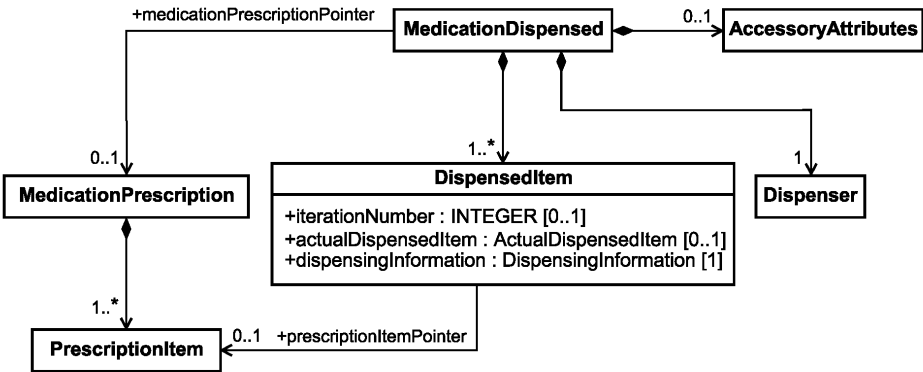 +medicationPrescriptionPointer
MedicationDispensed
0..1
AccessoryAttributes
0..1
1..*
1
MedicationPrescription
DispensedItem
Dispenser
+iterationNumber : INTEGER [0..1]
+actualDispensedItem : ActualDispensedItem [0..1]
+dispensingInformation : DispensingInformation [1]
1..*
0..1
+prescriptionItemPointer
PrescriptionItem